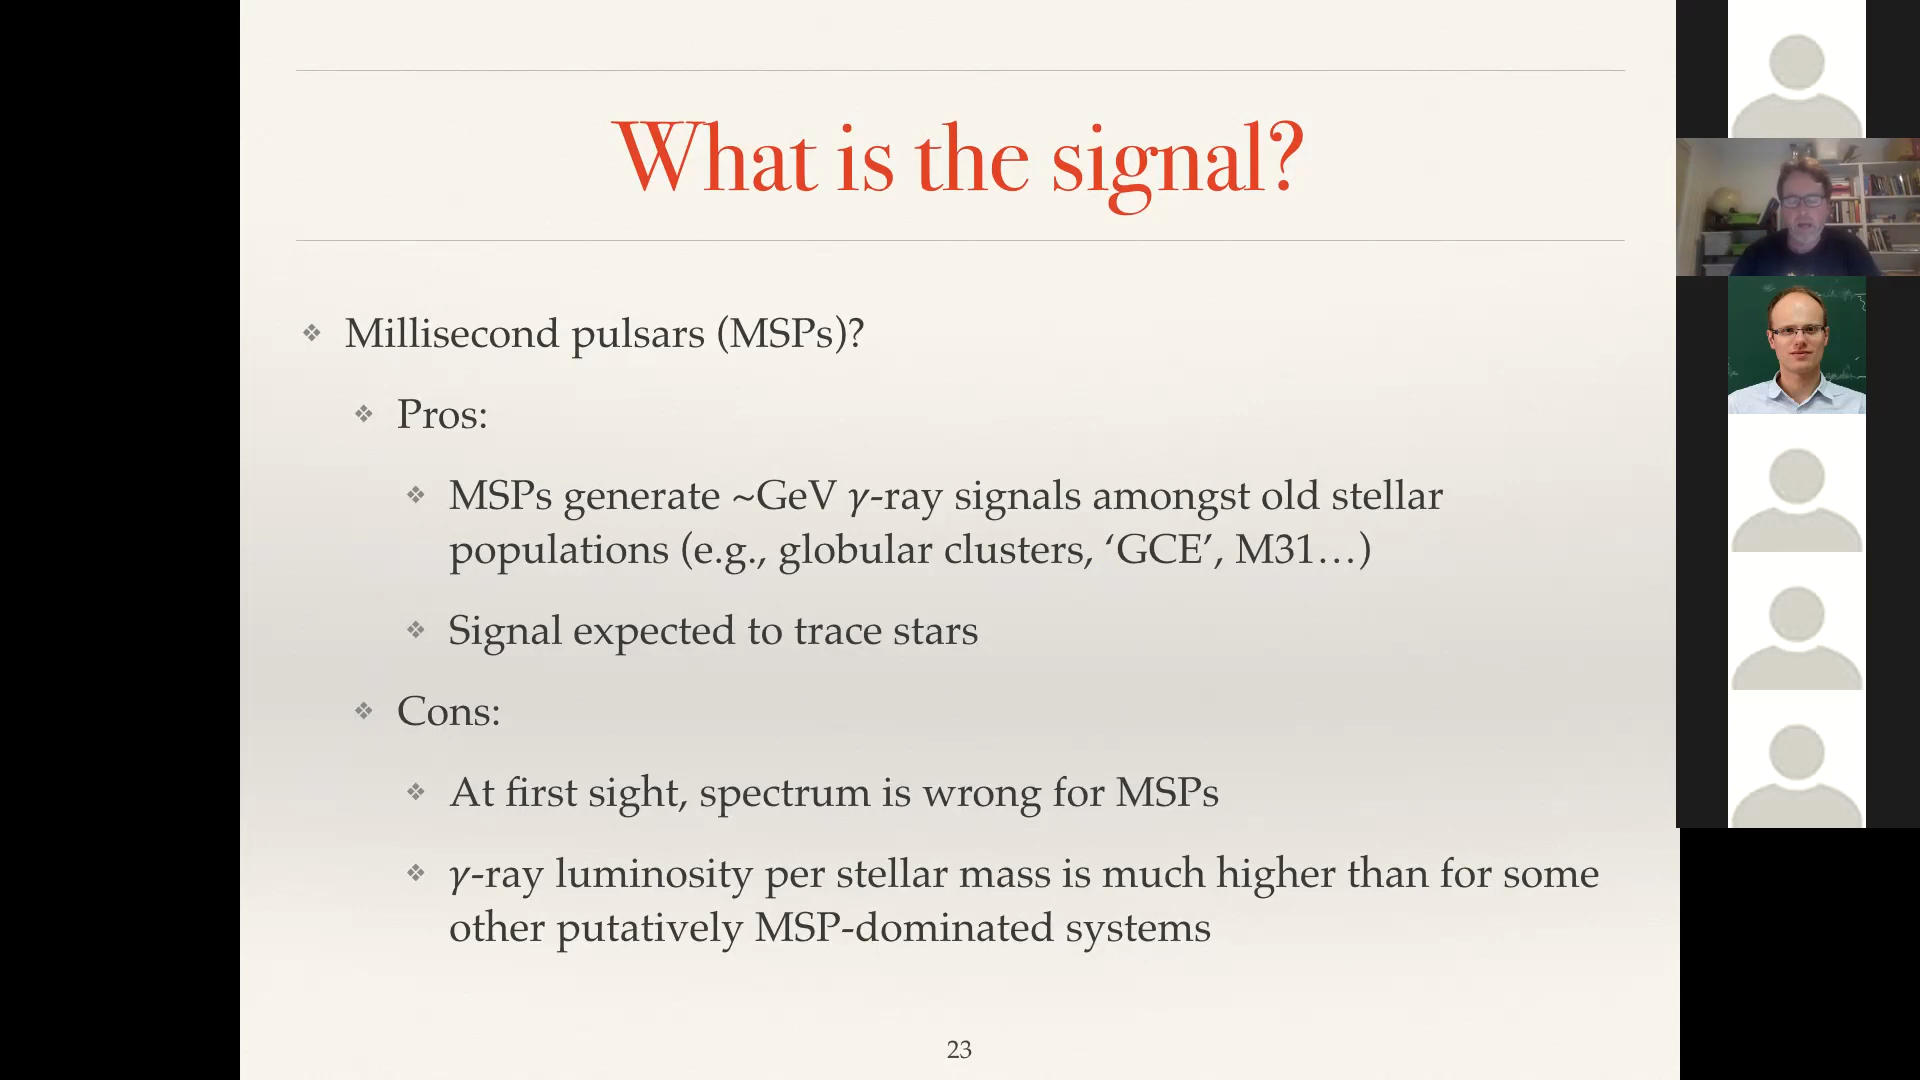 What is the signal?
❖ Millisecond pulsars (MSPs)?
❖ Pros:
❖ MSPs generate ~GeV γ-ray signals amongst old stellar
populations (e.g., globular clusters, ‘GCE’, M31…)
❖ Signal expected to trace stars
❖ Cons:
❖ At first sight, spectrum is wrong for MSPs
❖ γ-ray luminosity per stellar mass is much higher than for some
other putatively MSP-dominated systems
23